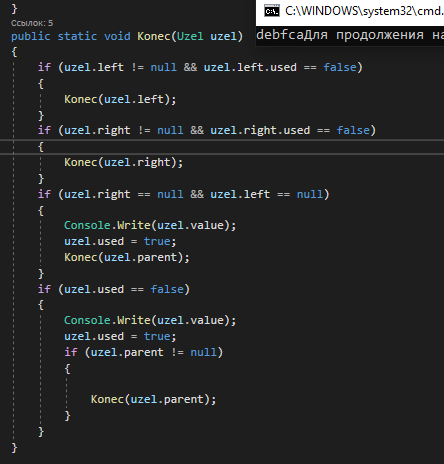 C:\WINDOWS\system32\cmd.
debfcaДля продолжения на
}
Ссылок: 5
public static void Konec(Uzel uzel)
{
if (uzel.left != null && uzel.left.used == false)
{
Konec(uzel.left);
}
if (uzel.right != null && uzel.right.used == false)
{
Konec(uzel.right);
}
if (uzel.right == null && uzel.left == null)
{
Console.Write(uzel.value);
uzel.used = true;
Konec(uzel.parent);
}
if (uzel.used == false)
{
Console.Write(uzel.value);
uzel.used = true;
if (uzel.parent != null)
{
Konec(uzel.parent);
}
}
}